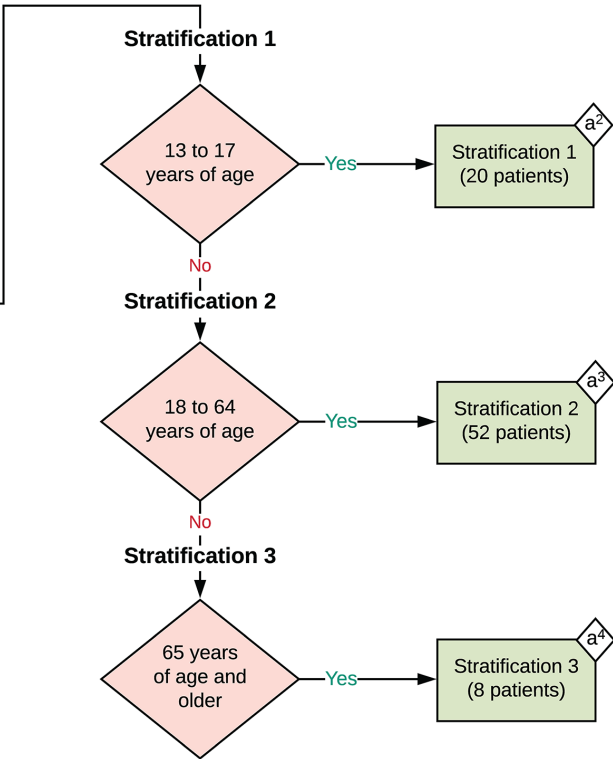 Stratification 1
13 to 17
years of age
Yes
a²
Stratification 1
(20 patients)
No
Stratification 2
18 to 64
years of age
Yes
a³
Stratification 2
(52 patients)
No
Stratification 3
65 years
of age and
older
Yes
a⁴
Stratification 3
(8 patients)